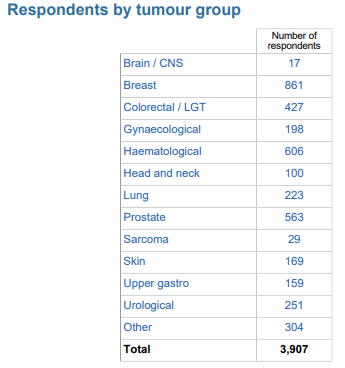 Respondents by tumour group
Number of
respondents
Brain / CNS 17
Breast 861
Colorectal / LGT 427
Gynaecological 198
Haematological 606
Head and neck 100
Lung 223
Prostate 563
Sarcoma 29
Skin 169
Upper gastro 159
Urological 251
Other 304
Total 3,907